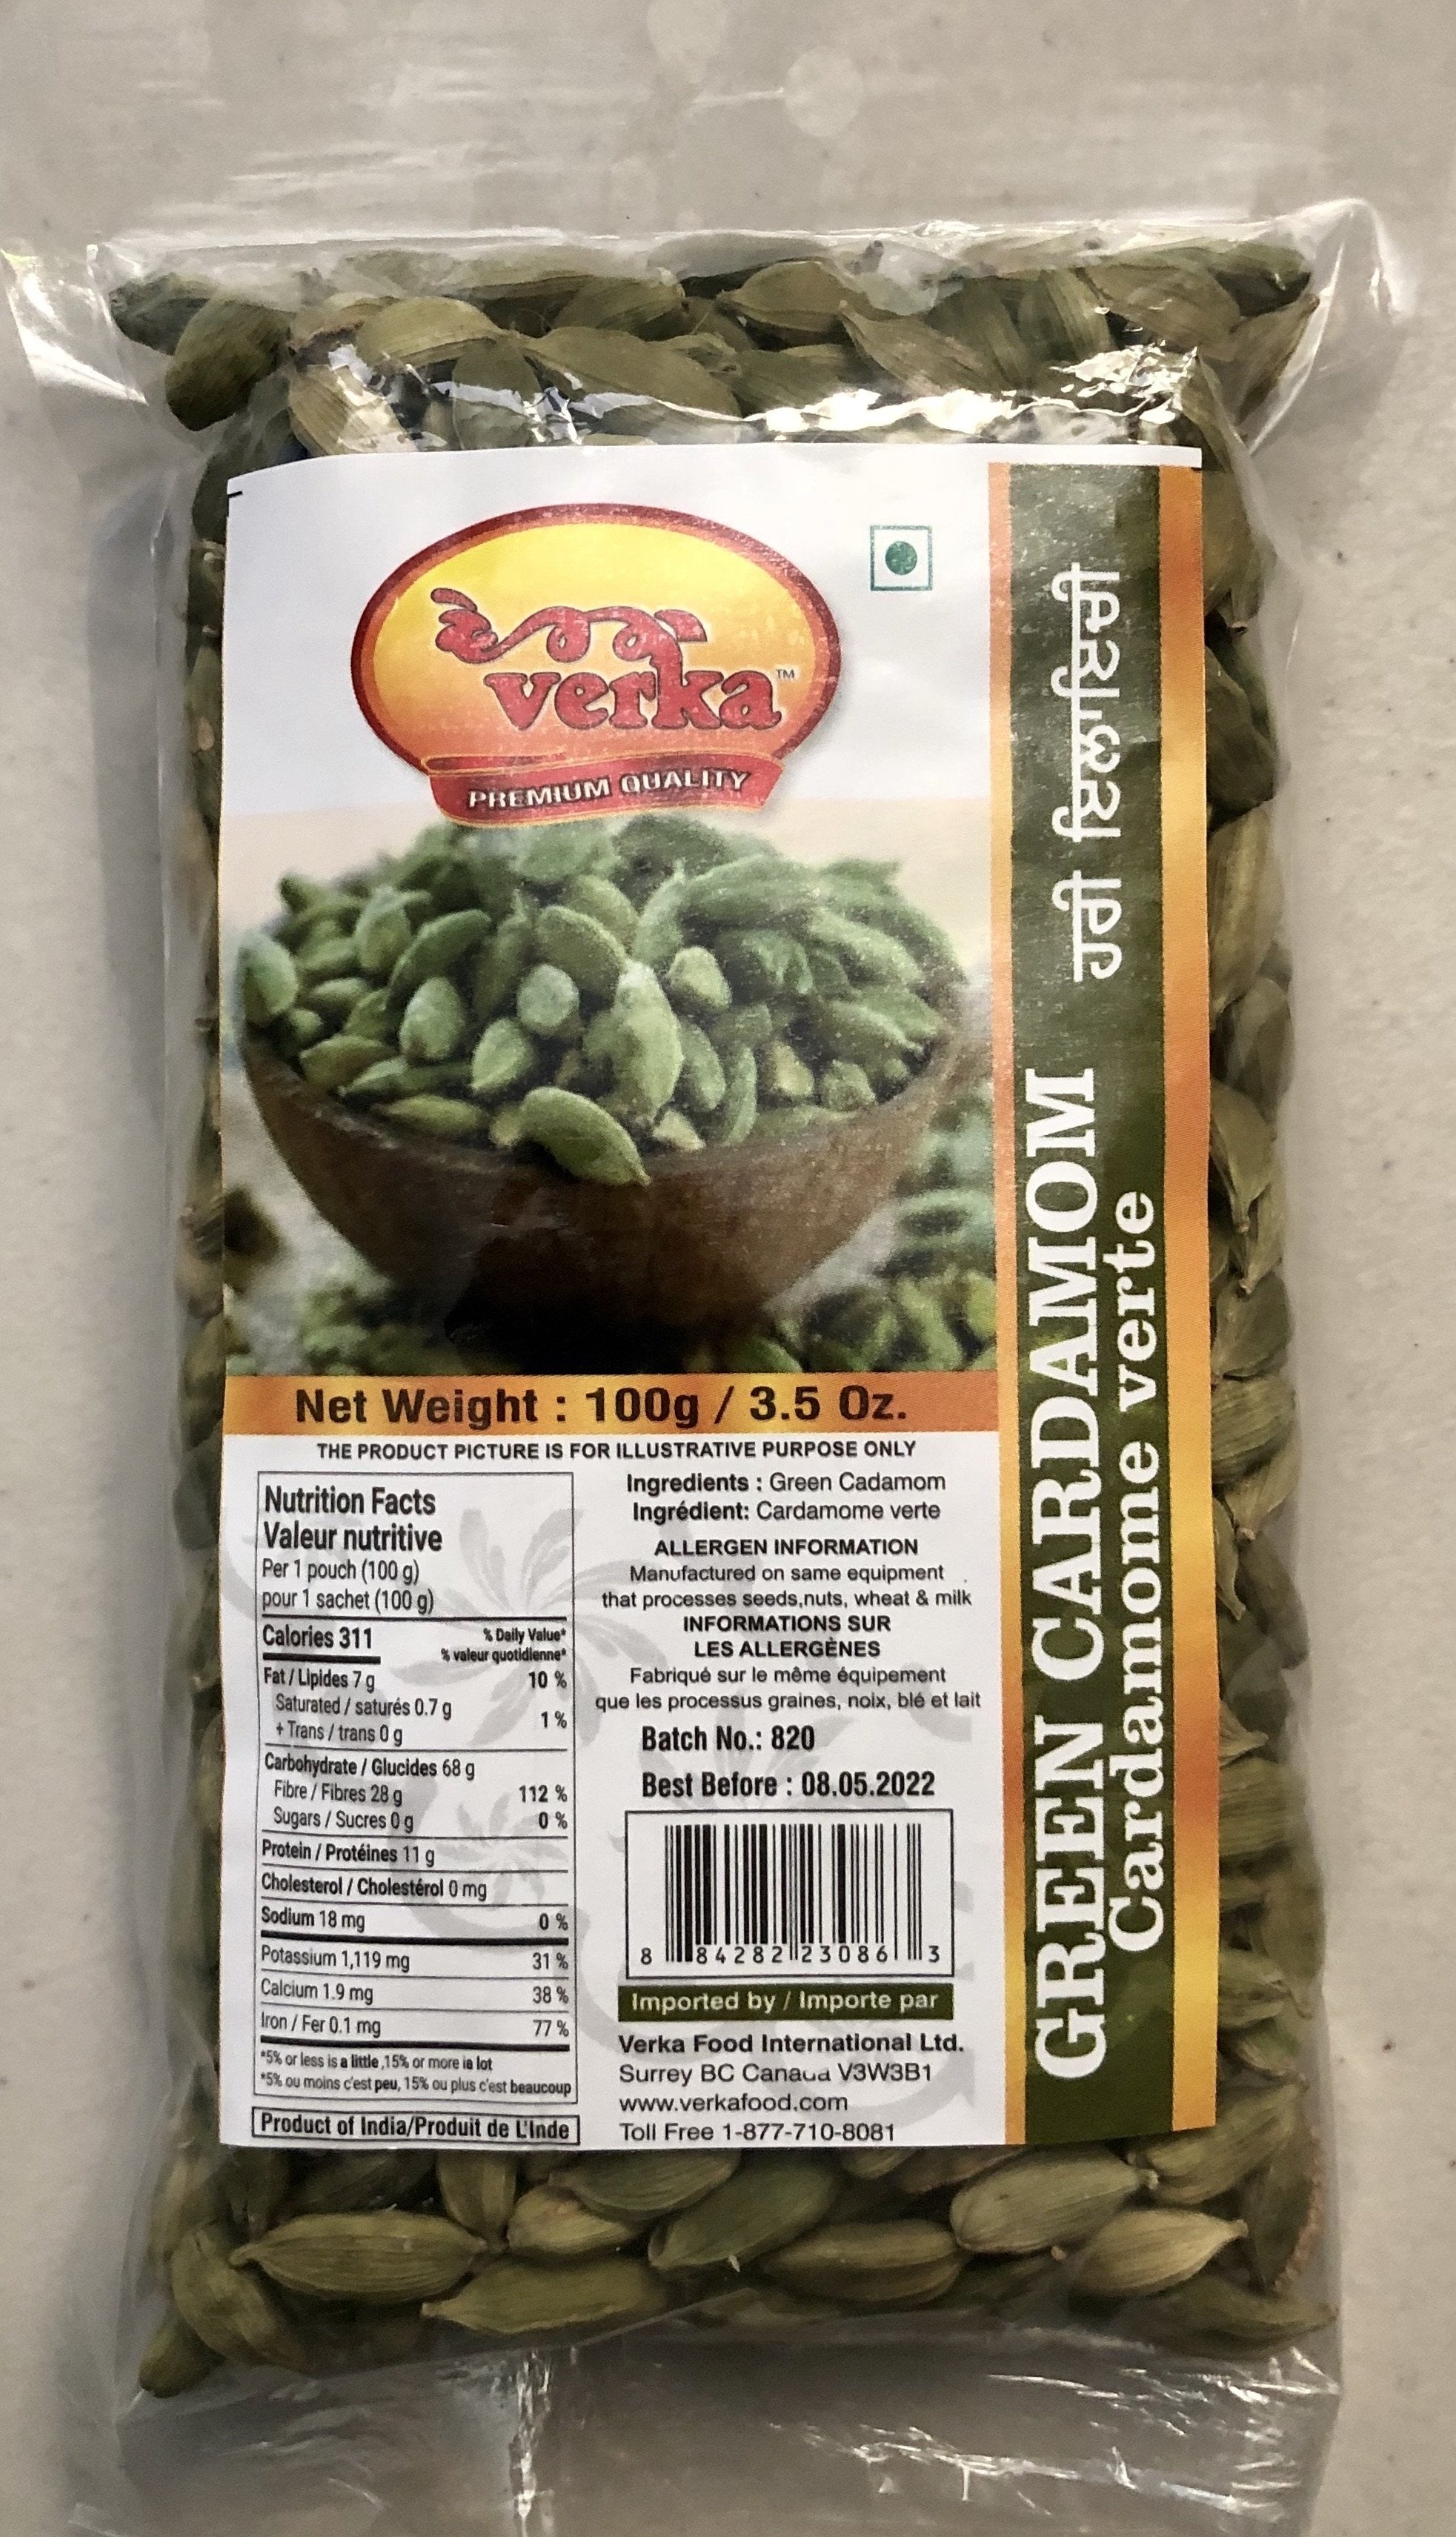 ਵੇਰਕਾ
verka™
PREMIUM QUALITY
ਹਰੀ ਇਲਾਇਚੀ
GREEN CARDAMOM
Cardamome verte
Net Weight : 100g / 3.5 Oz.
THE PRODUCT PICTURE IS FOR ILLUSTRATIVE PURPOSE ONLY
Nutrition Facts
Valeur nutritive
Per 1 pouch (100 g)
pour 1 sachet (100 g)
Calories 311 % Daily Value*
% valeur quotidienne*
Fat / Lipides 7 g 10 %
Saturated / saturés 0.7 g
+ Trans / trans 0 g 1 %
Carbohydrate / Glucides 68 g
Fibre / Fibres 28 g 112 %
Sugars / Sucres 0 g 0 %
Protein / Protéines 11 g
Cholesterol / Cholestérol 0 mg
Sodium 18 mg 0 %
Potassium 1,119 mg 31 %
Calcium 1.9 mg 38 %
Iron / Fer 0.1 mg 77 %
*5% or less is a little ,15% or more ia lot
*5% ou moins c'est peu, 15% ou plus c'est beaucoup
Product of India/Produit de L'Inde
Ingredients : Green Cadamom
Ingrédient: Cardamome verte
ALLERGEN INFORMATION
Manufactured on same equipment
that processes seeds,nuts, wheat & milk
INFORMATIONS SUR
LES ALLERGÈNES
Fabriqué sur le même équipement
que les processus graines, noix, blé et lait
Batch No.: 820
Best Before : 08.05.2022
8 84282 23086 3
Imported by / Importe par
Verka Food International Ltd.
Surrey BC Canada V3W3B1
www.verkafood.com
Toll Free 1-877-710-8081